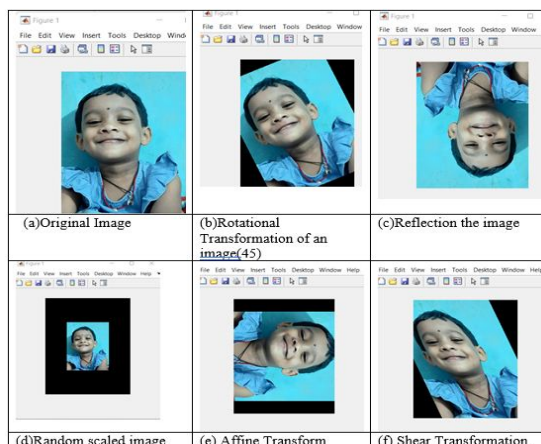 Figure 1
File Edit View Insert Tools Desktop Wind
Figure 1
File Edit View Insert Tools Desktop Window
Figure 1
File Edit View Insert Tools Desktop Window
(a)Original Image
(b)Rotational
Transformation of an
image(45)
(c)Reflection the image
Figure 1
File Edit View Insert Tools Desktop Window Help
File Edit View Insert Tools Desktop Window Help
File Edit View Insert Tools Desktop Window Help
(d)Random scaled image
(e) Affine Transform
(f) Shear Transformation